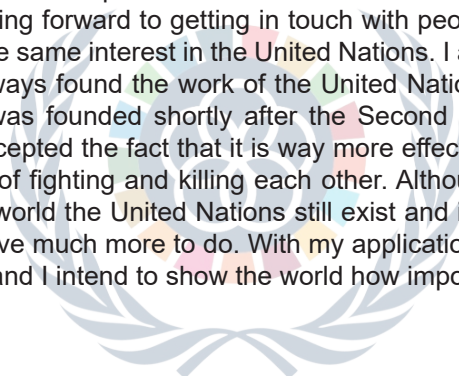 ing forward to getting in touch with peo
e same interest in the United Nations. I a
ways found the work of the United Natio
was founded shortly after the Second
cepted the fact that it is way more effec
of fighting and killing each other. Althou
world the United Nations still exist and i
ve much more to do. With my applicatio
and I intend to show the world how impo